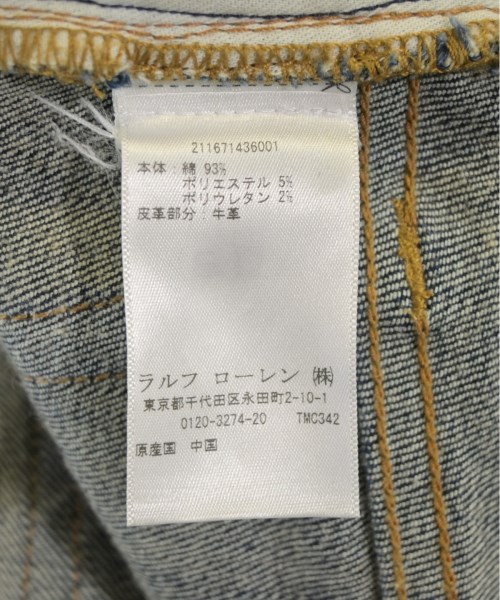 211671436001
本体：綿 93%
ポリエステル 5%
ポリウレタン 2%
皮革部分：牛革
ラルフ ローレン ㈱
東京都千代田区永田町2-10-1
0120-3274-20 TMC342
原産国 中国